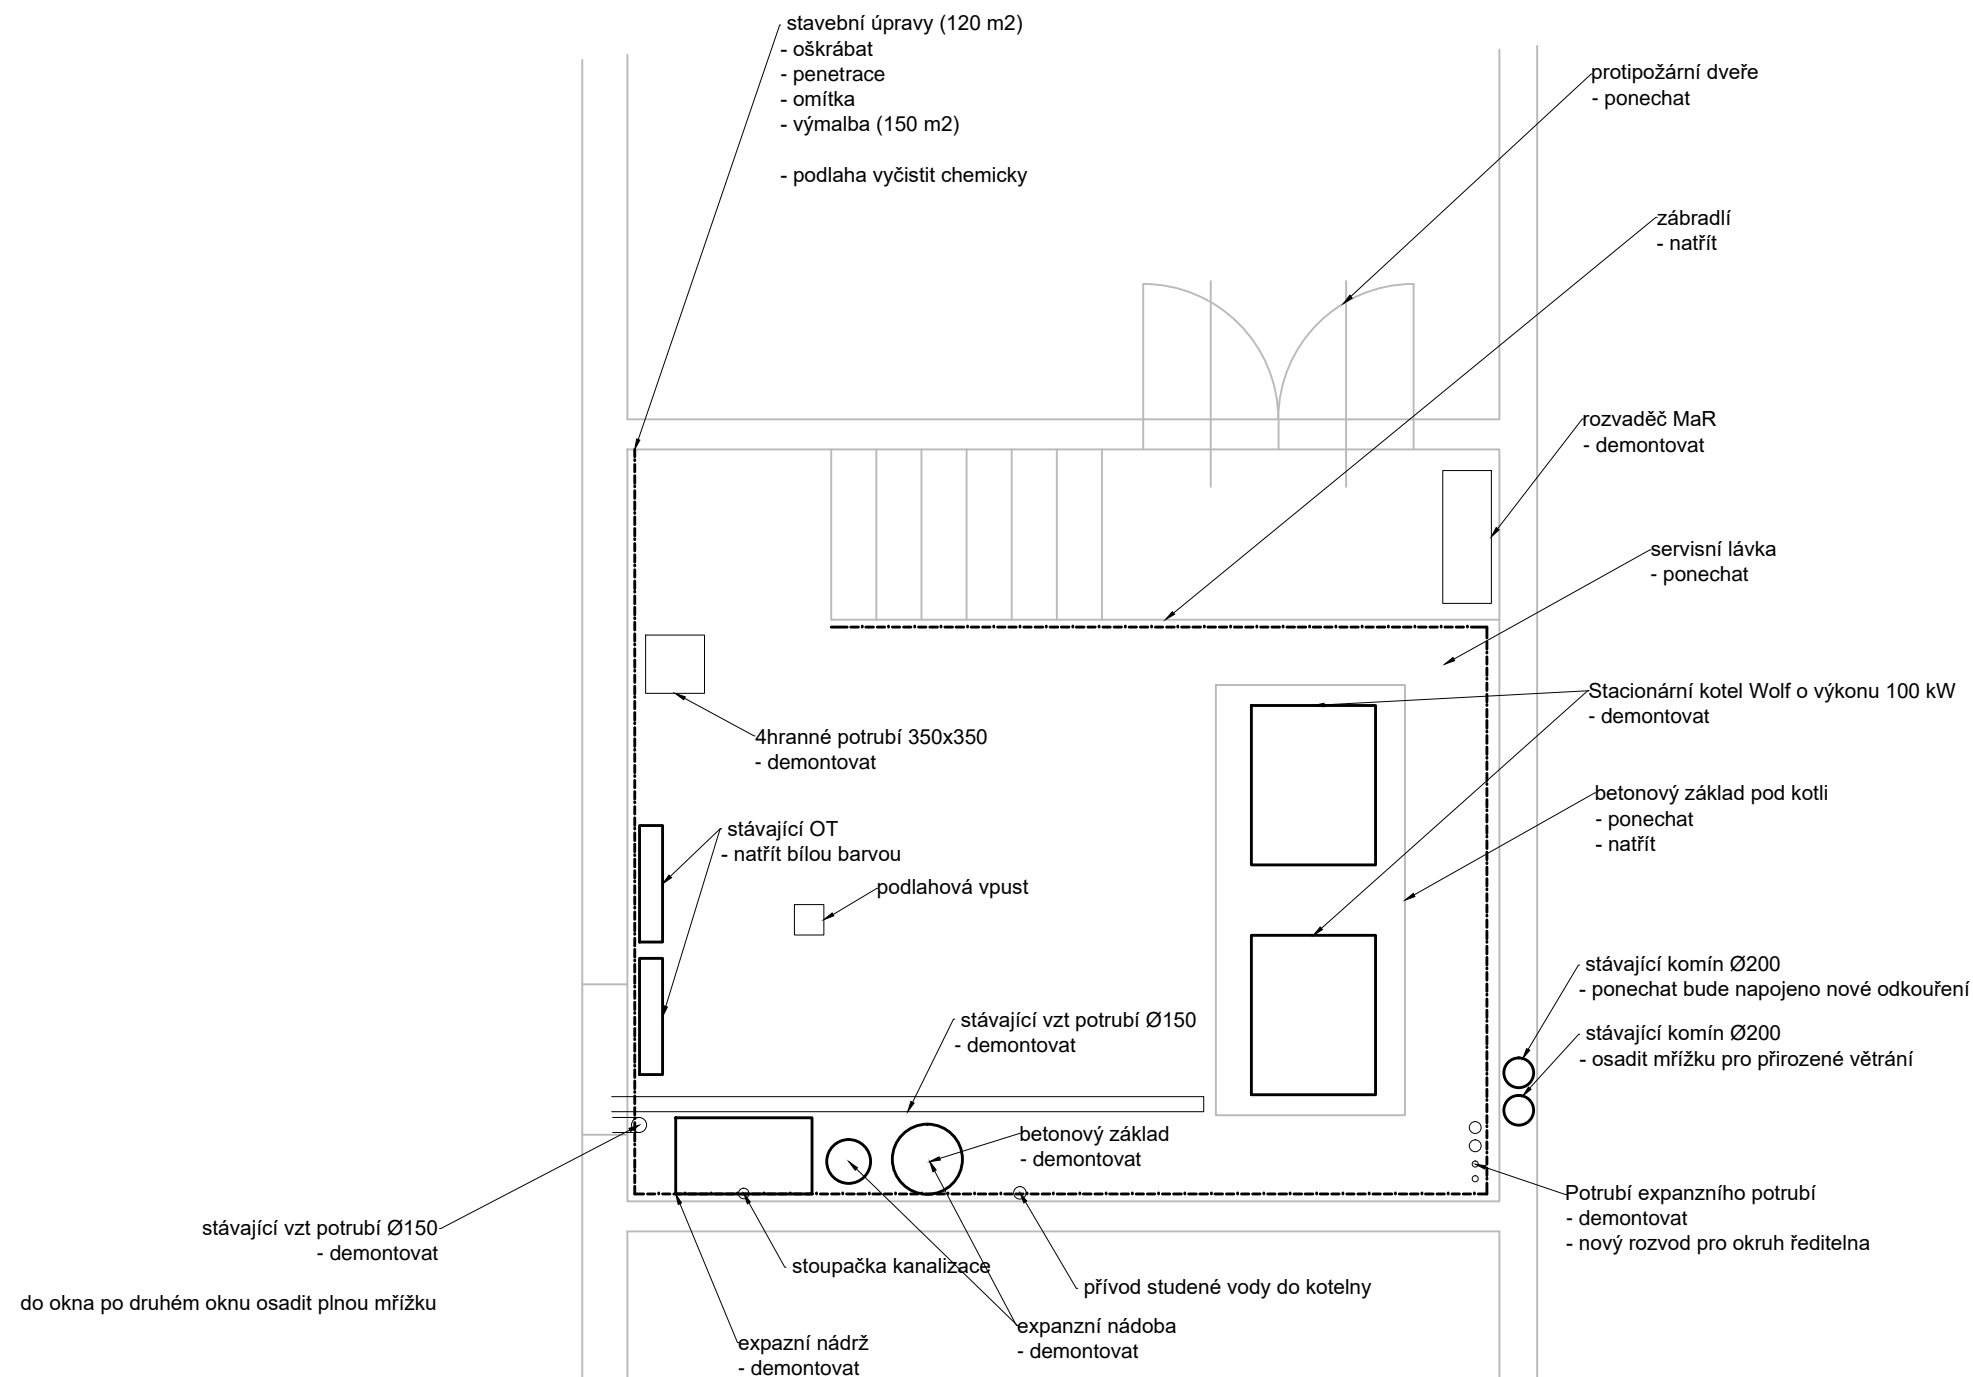 stavební úpravy (120 m2)
- oškrábat
- penetrace
- omítka
- výmalba (150 m2)
- podlaha vyčistit chemicky
protipožární dveře
- ponechat
zábradlí
- natřít
rozvaděč MaR
- demontovat
servisní lávka
- ponechat
Stacionární kotel Wolf o výkonu 100 kW
- demontovat
4hranné potrubí 350x350
- demontovat
betonový základ pod kotli
- ponechat
- natřít
stávající OT
- natřít bílou barvou
podlahová vpust
stávající komín Ø200
- ponechat bude napojeno nové odkouření
stávající komín Ø200
- osadit mřížku pro přirozené větrání
stávající vzt potrubí Ø150
- demontovat
betonový základ
- demontovat
Potrubí expanzního potrubí
- demontovat
- nový rozvod pro okruh ředitelna
stávající vzt potrubí Ø150
- demontovat
do okna po druhém oknu osadit plnou mřížku
stoupačka kanalizace
přívod studené vody do kotelny
expanzní nádoba
- demontovat
expazní nádrž
- demontovat